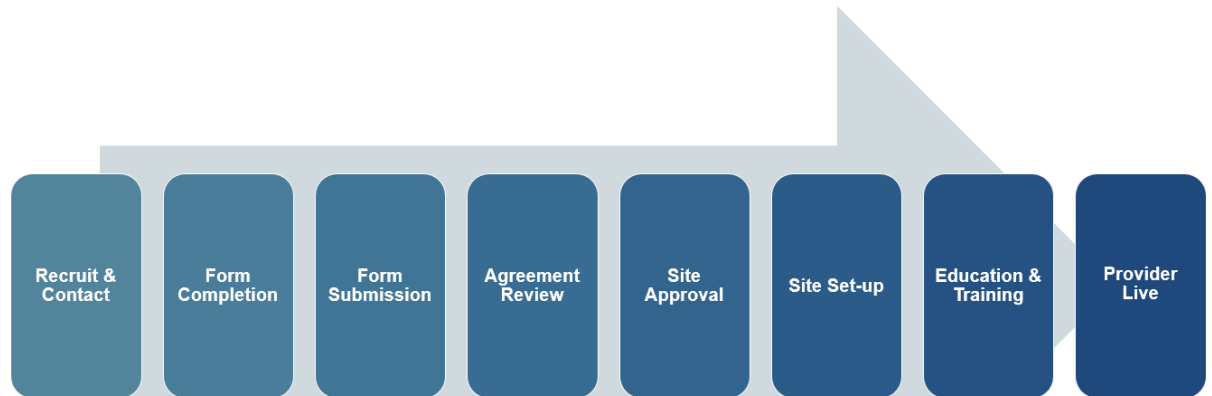 Recruit &
Contact
Form
Completion
Form
Submission
Agreement
Review
Site
Approval
Site Set-up
Education &
Training
Provider
Live